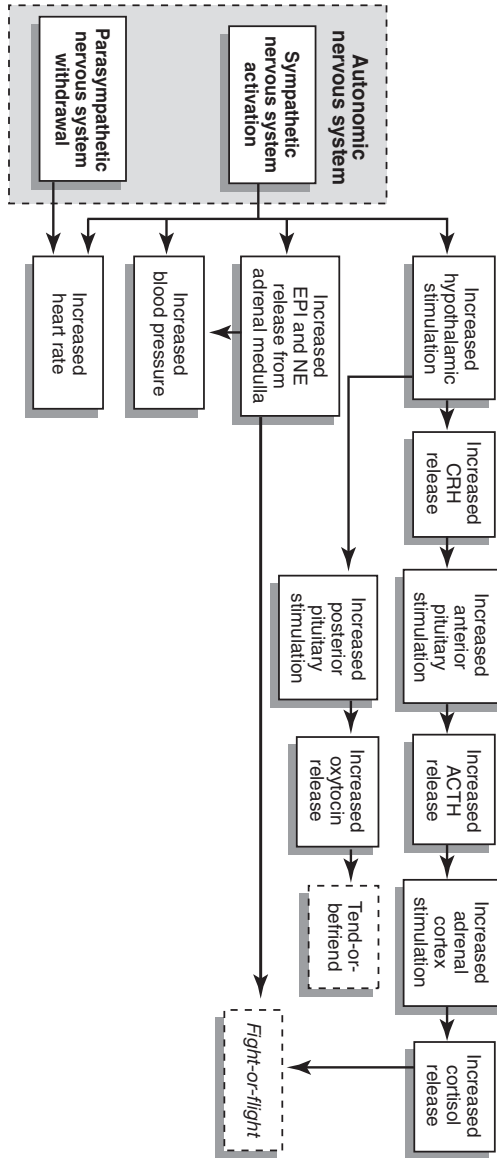 Autonomic
nervous system
Sympathetic
nervous system
activation
Parasympathetic
nervous system
withdrawal
Increased
hypothalamic
stimulation
Increased
EPI and NE
release from
adrenal medulla
Increased
blood pressure
Increased
heart rate
Increased
CRH
release
Increased
anterior
pituitary
stimulation
Increased
ACTH
release
Increased
adrenal
cortex
stimulation
Increased
cortisol
release
Increased
posterior
pituitary
stimulation
Increased
oxytocin
release
Tend-or-
befriend
Fight-or-flight